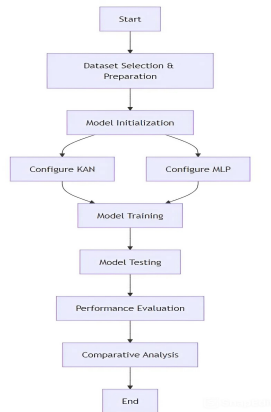 Start
Dataset Selection &
Preparation
Model Initialization
Configure KAN
Configure MLP
Model Training
Model Testing
Performance Evaluation
Comparative Analysis
End